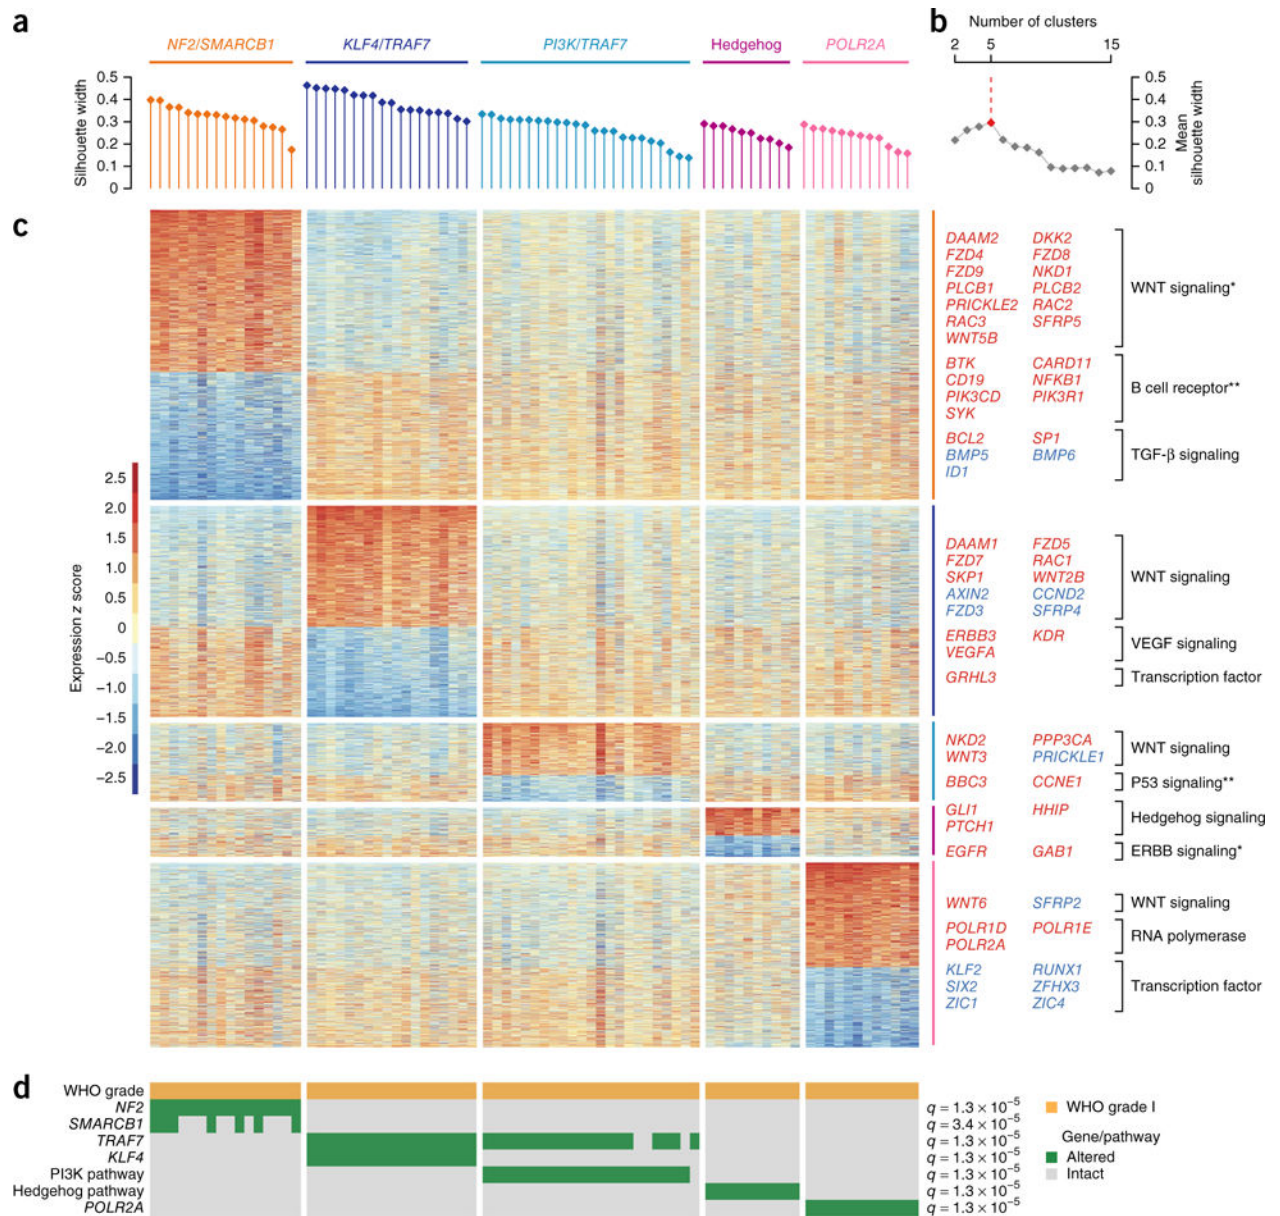 a
NF2/SMARCB1
KLF4/TRAF7
PI3K/TRAF7
Hedgehog
POLR2A
Silhouette width
0.5
0.4
0.3
0.2
0.1
0
b
Number of clusters
2 5 15
0.5
0.4
0.3
0.2
0.1
0
Mean
silhouette width
c
Expression z score
2.5
2.0
1.5
1.0
0.5
0
−0.5
−1.0
−1.5
−2.0
−2.5
DAAM2 DKK2
FZD4 FZD8
FZD9 NKD1
PLCB1 PLCB2
PRICKLE2 RAC2
RAC3 SFRP5
WNT5B
WNT signaling*
BTK CARD11
CD19 NFKB1
PIK3CD PIK3R1
SYK
B cell receptor**
BCL2 SP1
BMP5 BMP6
ID1
TGF-β signaling
DAAM1 FZD5
FZD7 RAC1
SKP1 WNT2B
AXIN2 CCND2
FZD3 SFRP4
WNT signaling
ERBB3 KDR
VEGFA
VEGF signaling
GRHL3
Transcription factor
NKD2 PPP3CA
WNT3 PRICKLE1
WNT signaling
BBC3 CCNE1
P53 signaling**
GLI1 HHIP
PTCH1
Hedgehog signaling
EGFR GAB1
ERBB signaling*
WNT6 SFRP2
WNT signaling
POLR1D POLR1E
POLR2A
RNA polymerase
KLF2 RUNX1
SIX2 ZFHX3
ZIC1 ZIC4
Transcription factor
d
WHO grade
NF2 q = 1.3 × 10⁻⁵
SMARCB1 q = 3.4 × 10⁻⁵
TRAF7 q = 1.3 × 10⁻⁵
KLF4 q = 1.3 × 10⁻⁵
PI3K pathway q = 1.3 × 10⁻⁵
Hedgehog pathway q = 1.3 × 10⁻⁵
POLR2A q = 1.3 × 10⁻⁵
WHO grade I
Gene/pathway
Altered
Intact